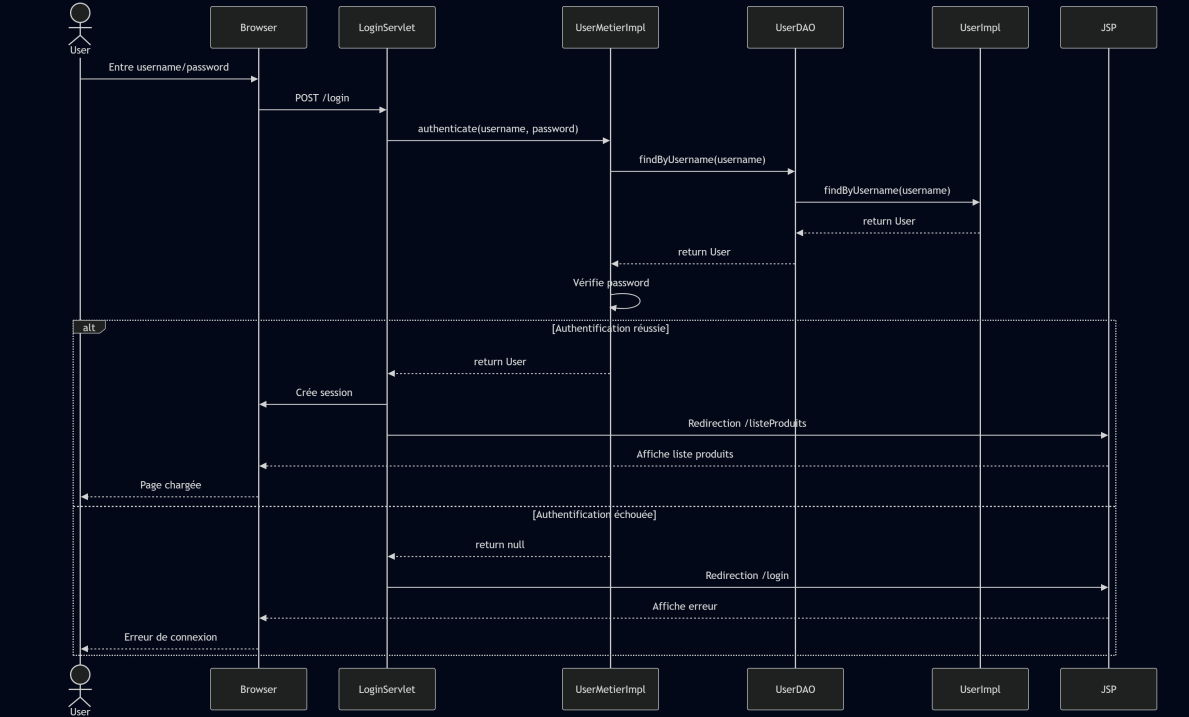 User
Browser
LoginServlet
UserMetierImpl
UserDAO
UserImpl
JSP
Entre username/password
POST /login
authenticate(username, password)
findByUsername(username)
findByUsername(username)
return User
return User
Vérifie password
alt
[Authentification réussie]
return User
Crée session
Redirection /listeProduits
Affiche liste produits
Page chargée
[Authentification échouée]
return null
Redirection /login
Affiche erreur
Erreur de connexion
User
Browser
LoginServlet
UserMetierImpl
UserDAO
UserImpl
JSP